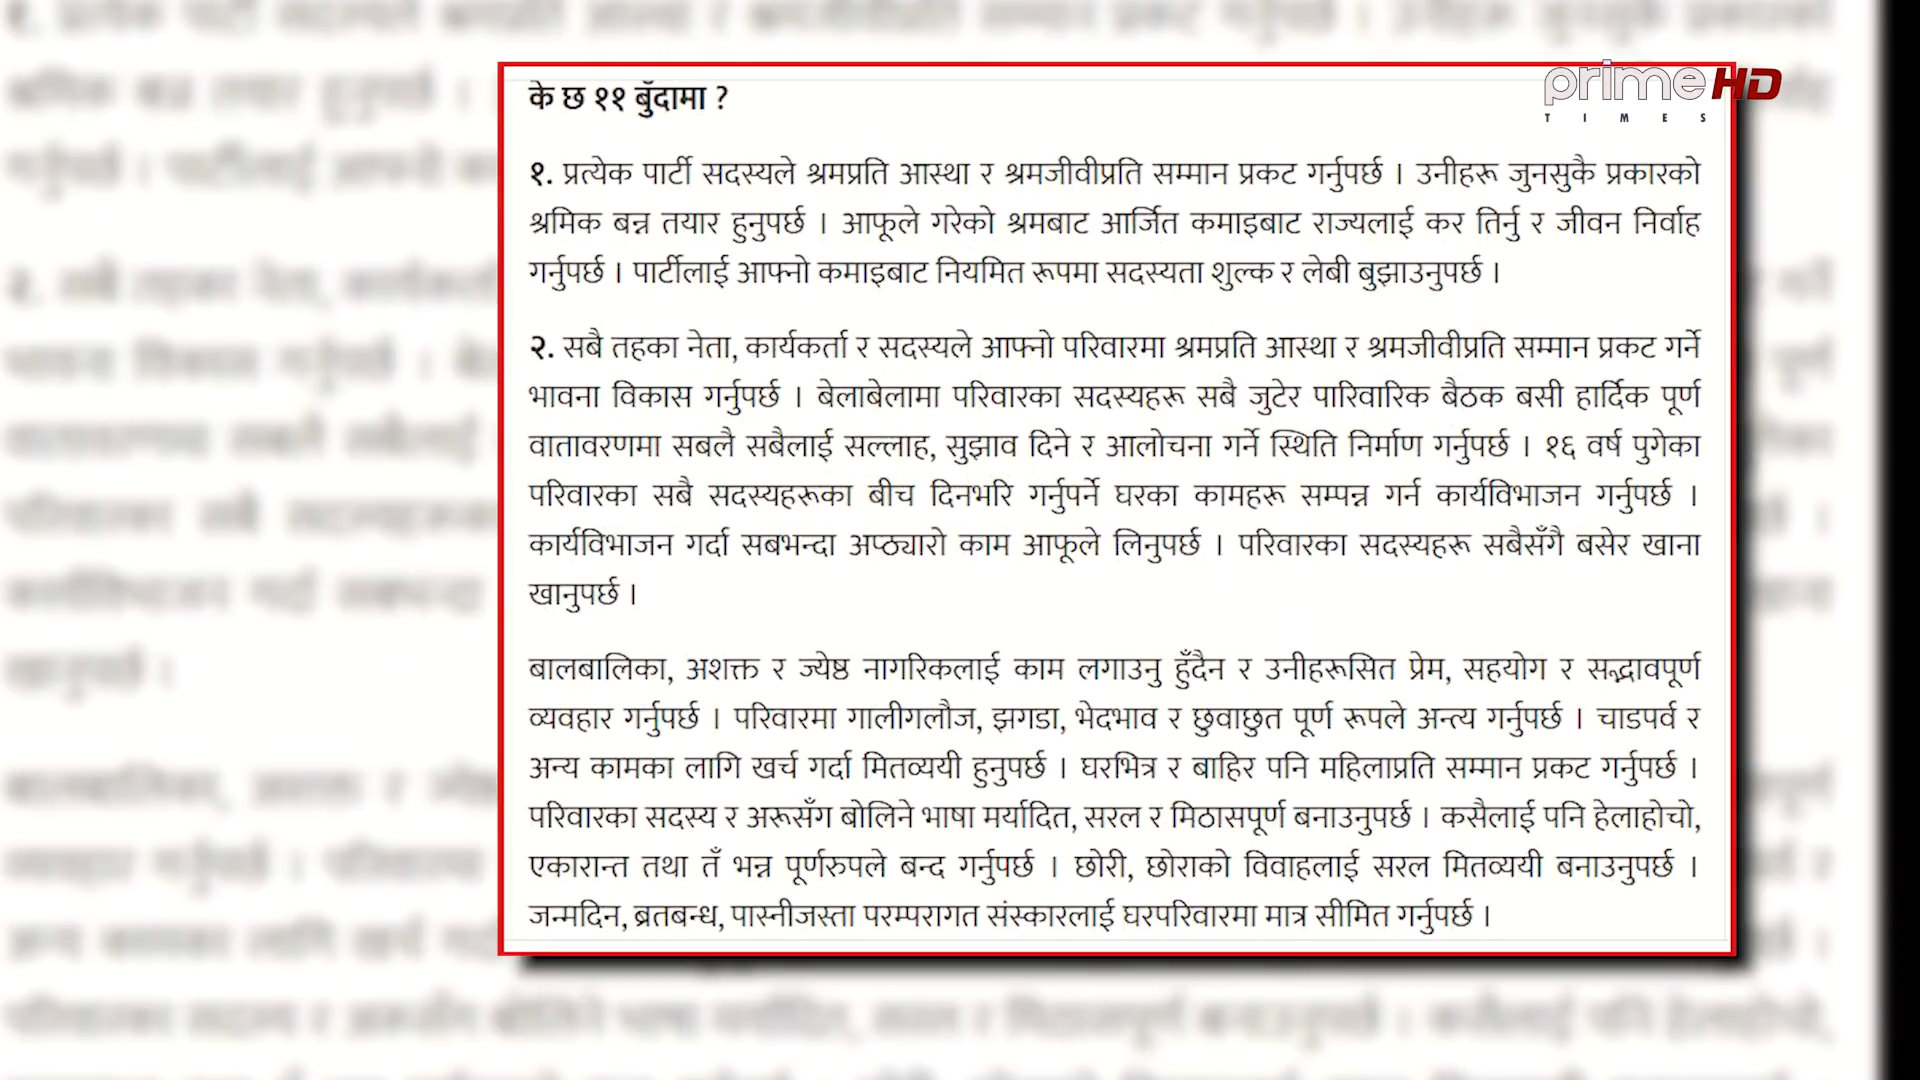 prime HD
TIMES
के छ ११ बुँदामा ?
१. प्रत्येक पार्टी सदस्यले श्रमप्रति आस्था र श्रमजीवीप्रति सम्मान प्रकट गर्नुपर्छ । उनीहरू जुनसुकै प्रकारको
श्रमिक बन्न तयार हुनुपर्छ । आफूले गरेको श्रमबाट आर्जित कमाइबाट राज्यलाई कर तिर्नु र जीवन निर्वाह
गर्नुपर्छ । पार्टीलाई आफ्नो कमाइबाट नियमित रूपमा सदस्यता शुल्क र लेबी बुझाउनुपर्छ ।
२. सबै तहका नेता, कार्यकर्ता र सदस्यले आफ्नो परिवारमा श्रमप्रति आस्था र श्रमजीवीप्रति सम्मान प्रकट गर्ने
भावना विकास गर्नुपर्छ । बेलाबेलामा परिवारका सदस्यहरू सबै जुटेर पारिवारिक बैठक बसी हार्दिक पूर्ण
वातावरणमा सबलै सबैलाई सल्लाह, सुझाव दिने र आलोचना गर्ने स्थिति निर्माण गर्नुपर्छ । १६ वर्ष पुगेका
परिवारका सबै सदस्यहरूका बीच दिनभरि गर्नुपर्ने घरका कामहरू सम्पन्न गर्न कार्यविभाजन गर्नुपर्छ ।
कार्यविभाजन गर्दा सबभन्दा अप्ठ्यारो काम आफूले लिनुपर्छ । परिवारका सदस्यहरू सबैसँगै बसेर खाना
खानुपर्छ ।
बालबालिका, अशक्त र ज्येष्ठ नागरिकलाई काम लगाउनु हुँदैन र उनीहरूसित प्रेम, सहयोग र सद्भावपूर्ण
व्यवहार गर्नुपर्छ । परिवारमा गालीगलौज, झगडा, भेदभाव र छुवाछुत पूर्ण रूपले अन्त्य गर्नुपर्छ । चाडपर्व र
अन्य कामका लागि खर्च गर्दा मितव्ययी हुनुपर्छ । घरभित्र र बाहिर पनि महिलाप्रति सम्मान प्रकट गर्नुपर्छ ।
परिवारका सदस्य र अरूसँग बोलिने भाषा मर्यादित, सरल र मिठासपूर्ण बनाउनुपर्छ । कसैलाई पनि हेलाहोचो,
एकारान्त तथा तँ भन्न पूर्णरुपले बन्द गर्नुपर्छ । छोरी, छोराको विवाहलाई सरल मितव्ययी बनाउनुपर्छ ।
जन्मदिन, ब्रतबन्ध, पास्नीजस्ता परम्परागत संस्कारलाई घरपरिवारमा मात्र सीमित गर्नुपर्छ ।